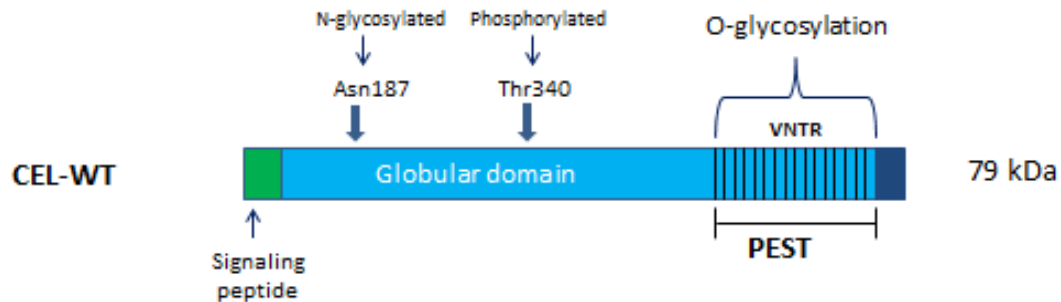 N-glycosylated
Phosphorylated
O-glycosylation
Asn187
Thr340
VNTR
CEL-WT
Globular domain
79 kDa
PEST
Signaling
peptide